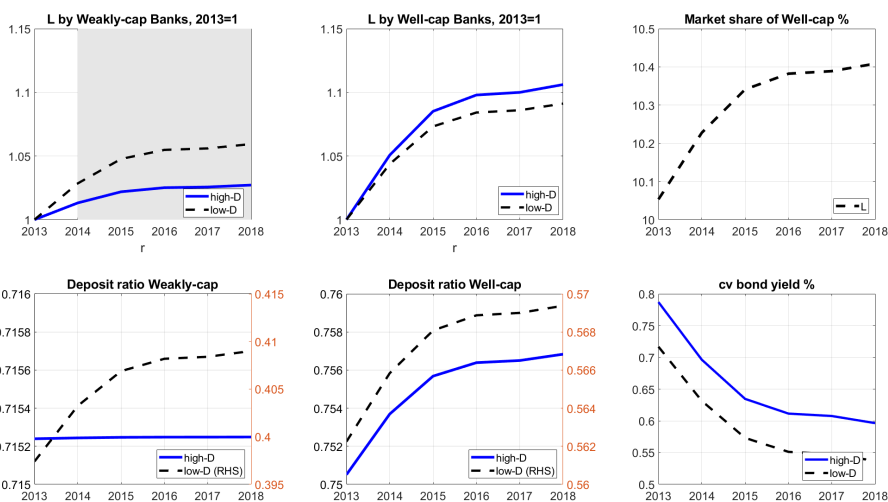 L by Weakly-cap Banks, 2013=1
1.15
1.1
1.05
1
2013 2014 2015 2016 2017 2018
r
high-D
low-D
L by Well-cap Banks, 2013=1
1.15
1.1
1.05
1
2013 2014 2015 2016 2017 2018
r
high-D
low-D
Market share of Well-cap %
10.5
10.4
10.3
10.2
10.1
10
2013 2014 2015 2016 2017 2018
L
Deposit ratio Weakly-cap
0.716
0.7158
0.7156
0.7154
0.7152
0.715
0.415
0.41
0.405
0.4
0.395
2013 2014 2015 2016 2017 2018
high-D
low-D (RHS)
Deposit ratio Well-cap
0.76
0.758
0.756
0.754
0.752
0.75
0.57
0.568
0.566
0.564
0.562
0.56
2013 2014 2015 2016 2017 2018
high-D
low-D (RHS)
cv bond yield %
0.8
0.75
0.7
0.65
0.6
0.55
0.5
2013 2014 2015 2016 2017 2018
high-D
low-D